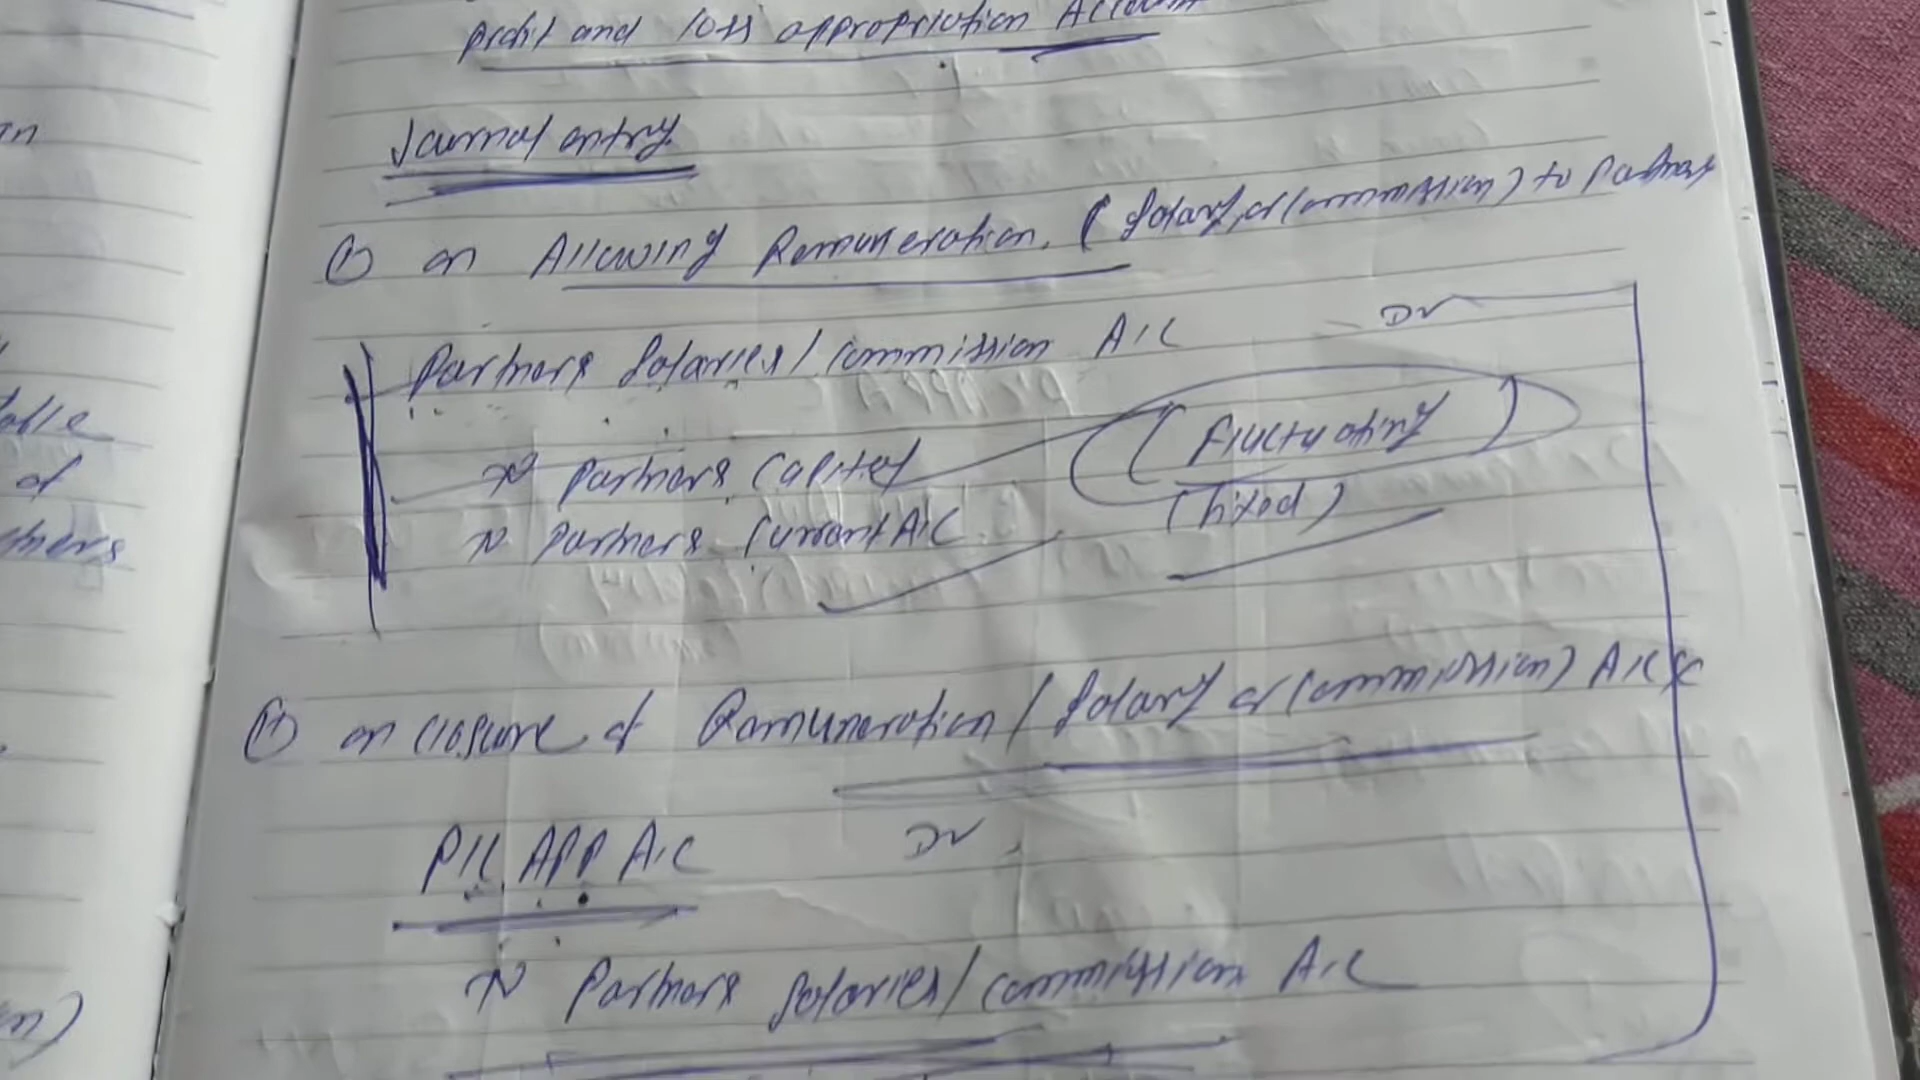 profit and loss appropriation Account
Journal entry
(i) on Allowing Remuneration. (Salary or Commission) to Partners
Partners Salaries/Commission A/C Dr
To Partners Capital (Fluctuating)
To Partners Current A/C (Fixed)
(ii) on closure of Remuneration/(Salary or Commission) A/C
P/L APP A/C Dr
To Partners Salaries/Commission A/C